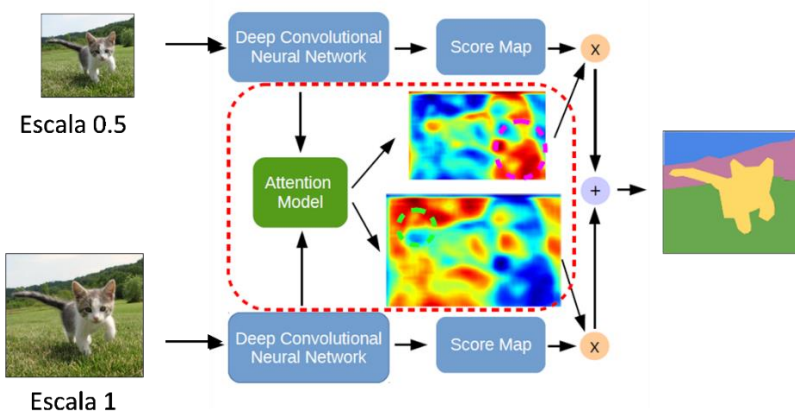 Deep Convolutional
Neural Network
Score Map
x
Escala 0.5
Attention
Model
+
Deep Convolutional
Neural Network
Score Map
x
Escala 1